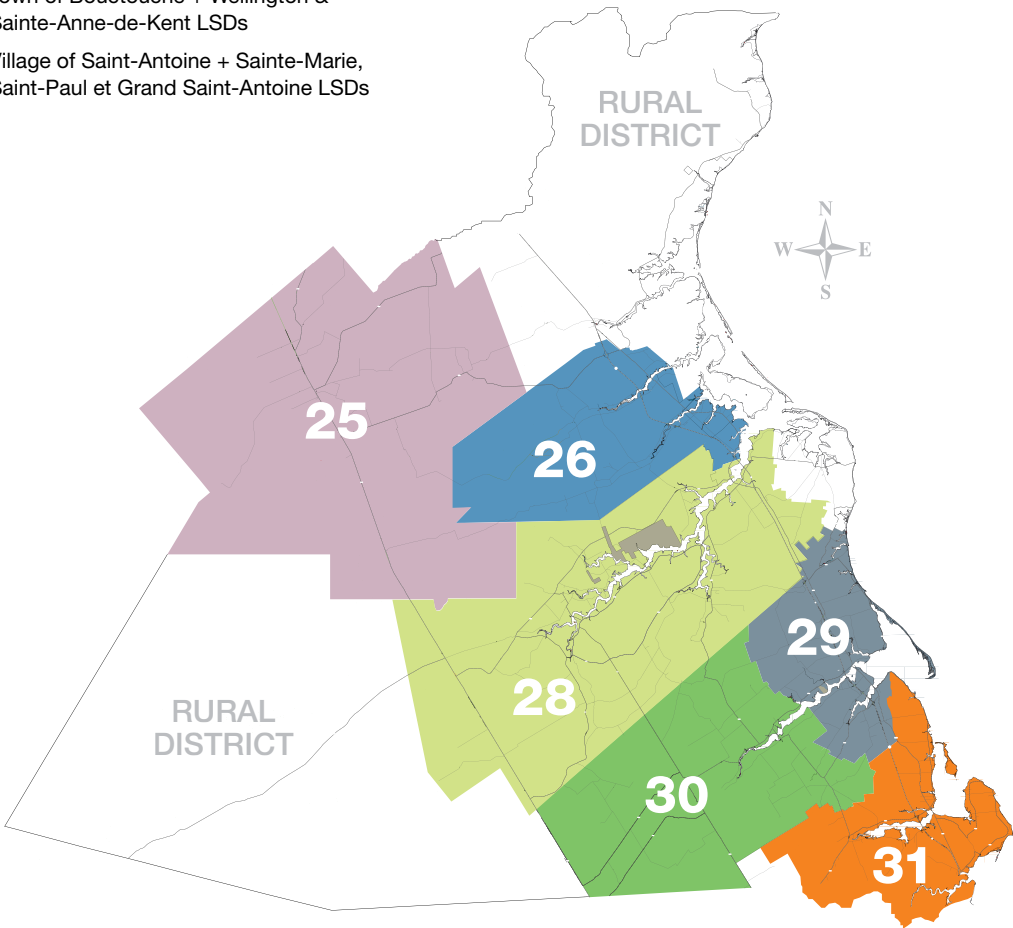 Sainte-Anne-de-Kent LSDs
Village of Saint-Antoine + Sainte-Marie,
Saint-Paul et Grand Saint-Antoine LSDs
RURAL
DISTRICT
N
W E
S
25
26
29
28
RURAL
DISTRICT
30
31